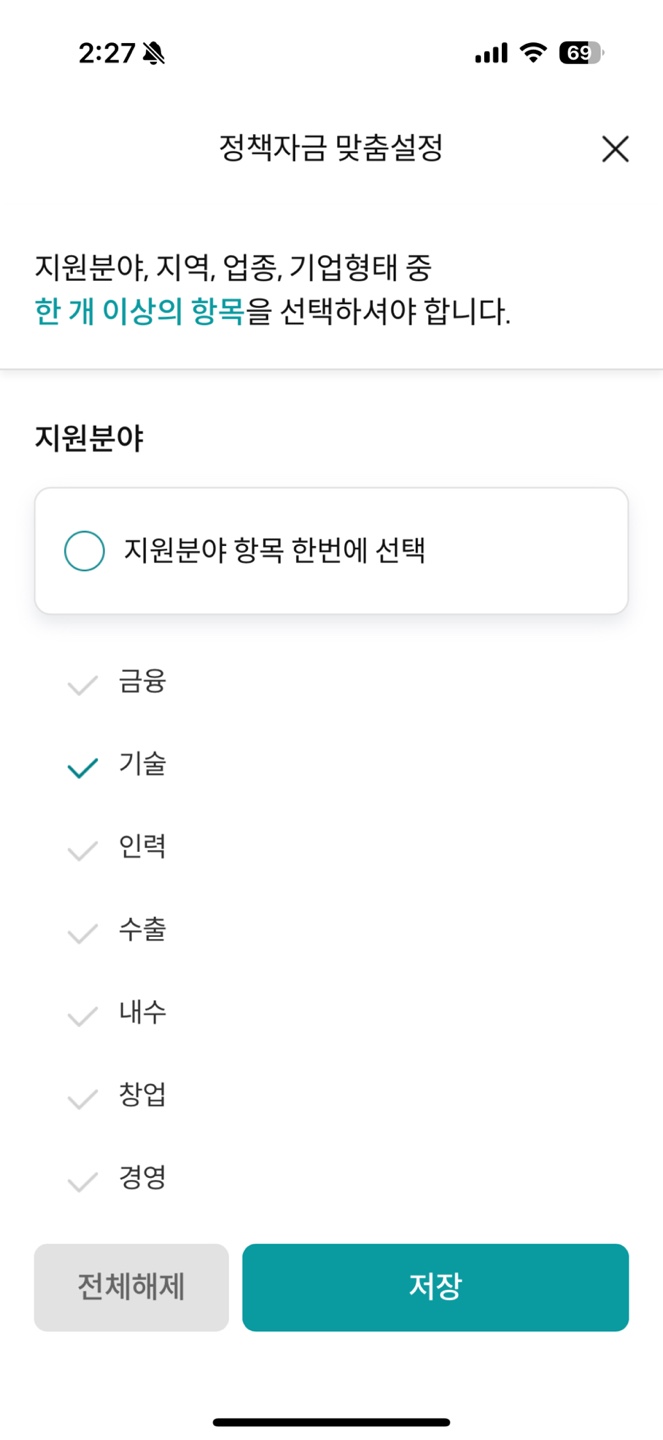 2:27
69
정책자금 맞춤설정
지원분야, 지역, 업종, 기업형태 중
한 개 이상의 항목을 선택하셔야 합니다.
지원분야
지원분야 항목 한번에 선택
금융
기술
인력
수출
내수
창업
경영
전체해제
저장